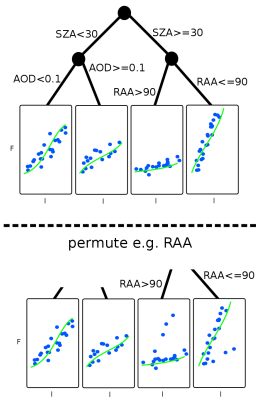 SZA<30
SZA>=30
AOD<0.1
AOD>=0.1
RAA>90
RAA<=90
F
I
I
I
I
permute e.g. RAA
RAA>90
RAA<=90
F
I
I
I
I